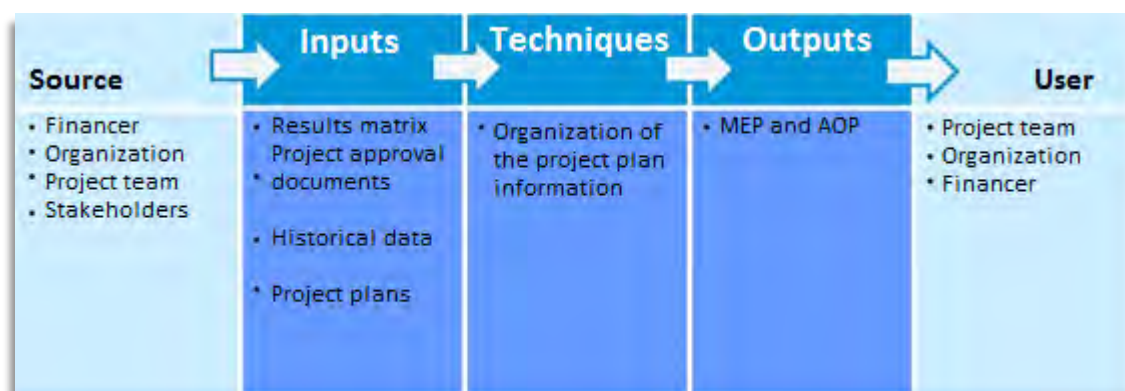 Source
Inputs
Techniques
Outputs
User
• Financer
• Organization
• Project team
• Stakeholders
• Results matrix
Project approval
• documents
• Historical data
• Project plans
• Organization of
the project plan
information
• MEP and AOP
• Project team
• Organization
• Financer